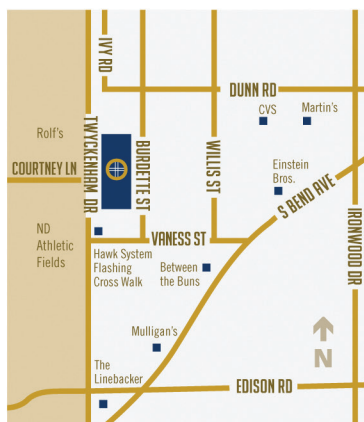 IVY RD
DUNN RD
CVS
Martin's
Rolf's
TWYCKENHAM DR
BURDETTE ST
WILLIS ST
COURTNEY LN
Einstein
Bros.
S BEND AVE
IRONWOOD DR
ND
Athletic
Fields
VANESS ST
Hawk System
Flashing
Cross Walk
Between
the Buns
Mulligan's
N
The
Linebacker
EDISON RD